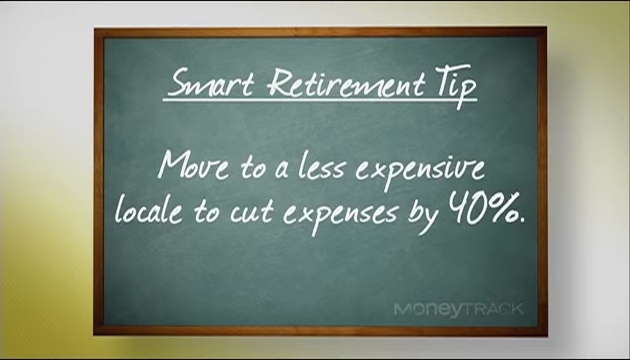 Smart Retirement Tip
Move to a less expensive
locale to cut expenses by 40%.
MONEYTRACK